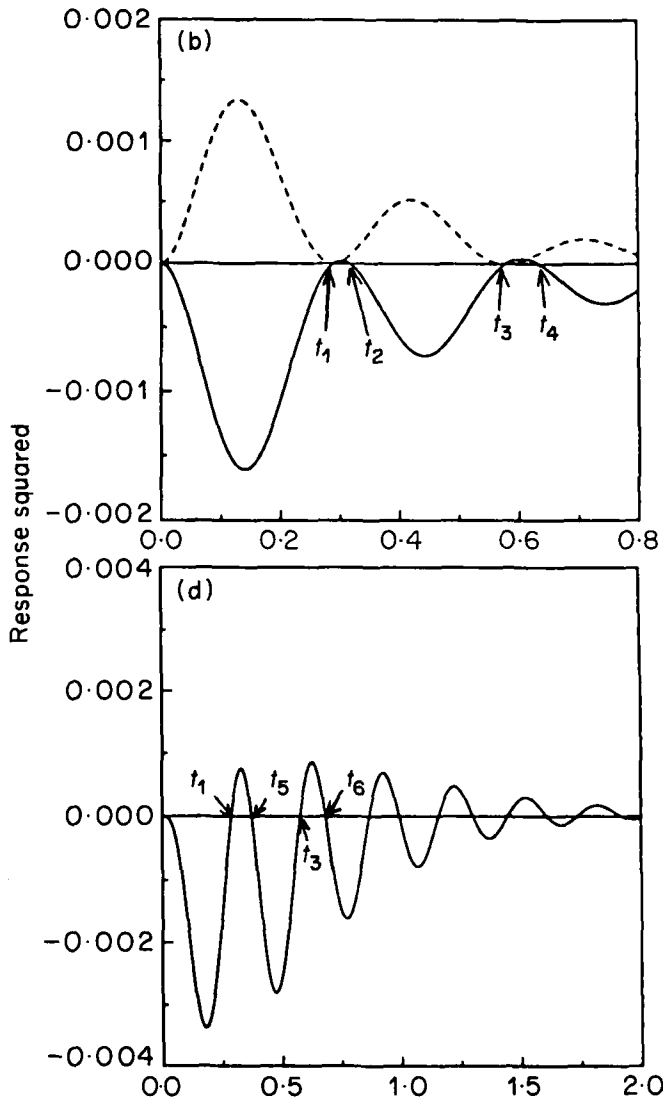 Response squared
(b)
0·002
0·001
0·000
−0·001
−0·002
t₁
t₂
t₃
t₄
0·0
0·2
0·4
0·6
0·8
(d)
0·004
0·002
0·000
−0·002
−0·004
t₁
t₅
t₃
t₆
0·0
0·5
1·0
1·5
2·0